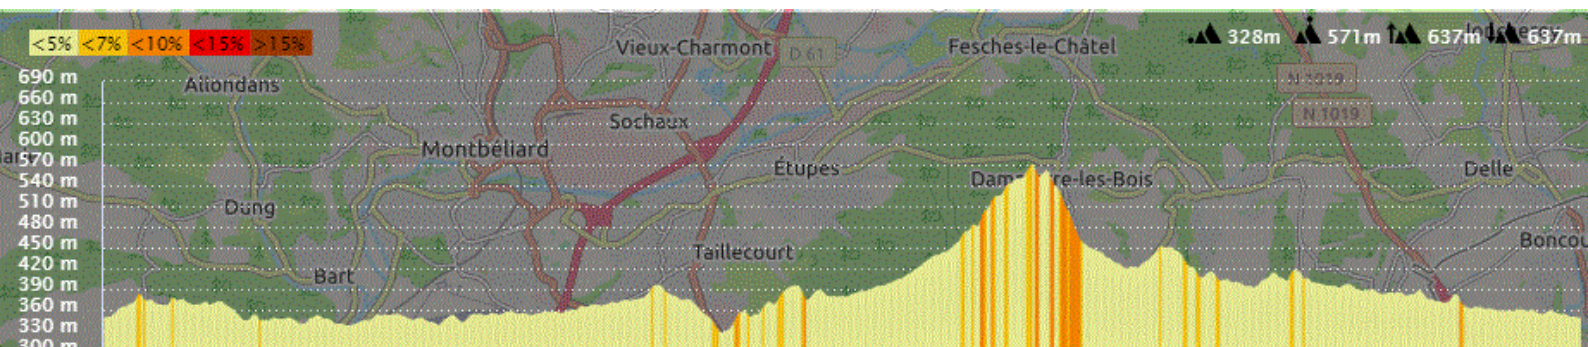 <5% <7% <10% <15% >15%
328m 571m 637m 637m
Vieux-Charmont
D 61
Fesches-le-Châtel
690 m
Allondans
N 1019
660 m
630 m
Sochaux
N 1019
600 m
Montbéliard
570 m
Étupes
Delle
540 m
510 m
Dung
480 m
450 m
Taillecourt
Boncou
420 m
Bart
390 m
360 m
330 m
300 m